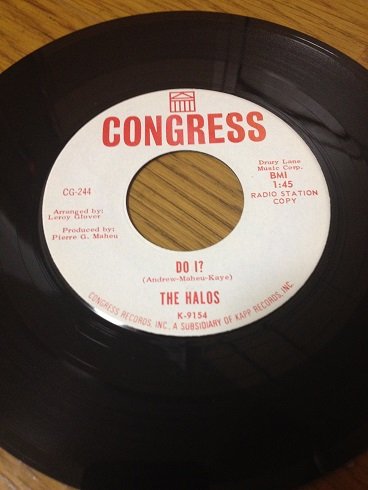 CONGRESS
CG-244
Arranged by:
Leroy Glover
Produced by:
Pierre G. Maheu
Drury Lane
Music Corp.
BMI
1:45
RADIO STATION
COPY
DO I?
(Andrew-Maheu-Kaye)
THE HALOS
K-9154
CONGRESS RECORDS, INC. A SUBSIDIARY OF KAPP RECORDS, INC.